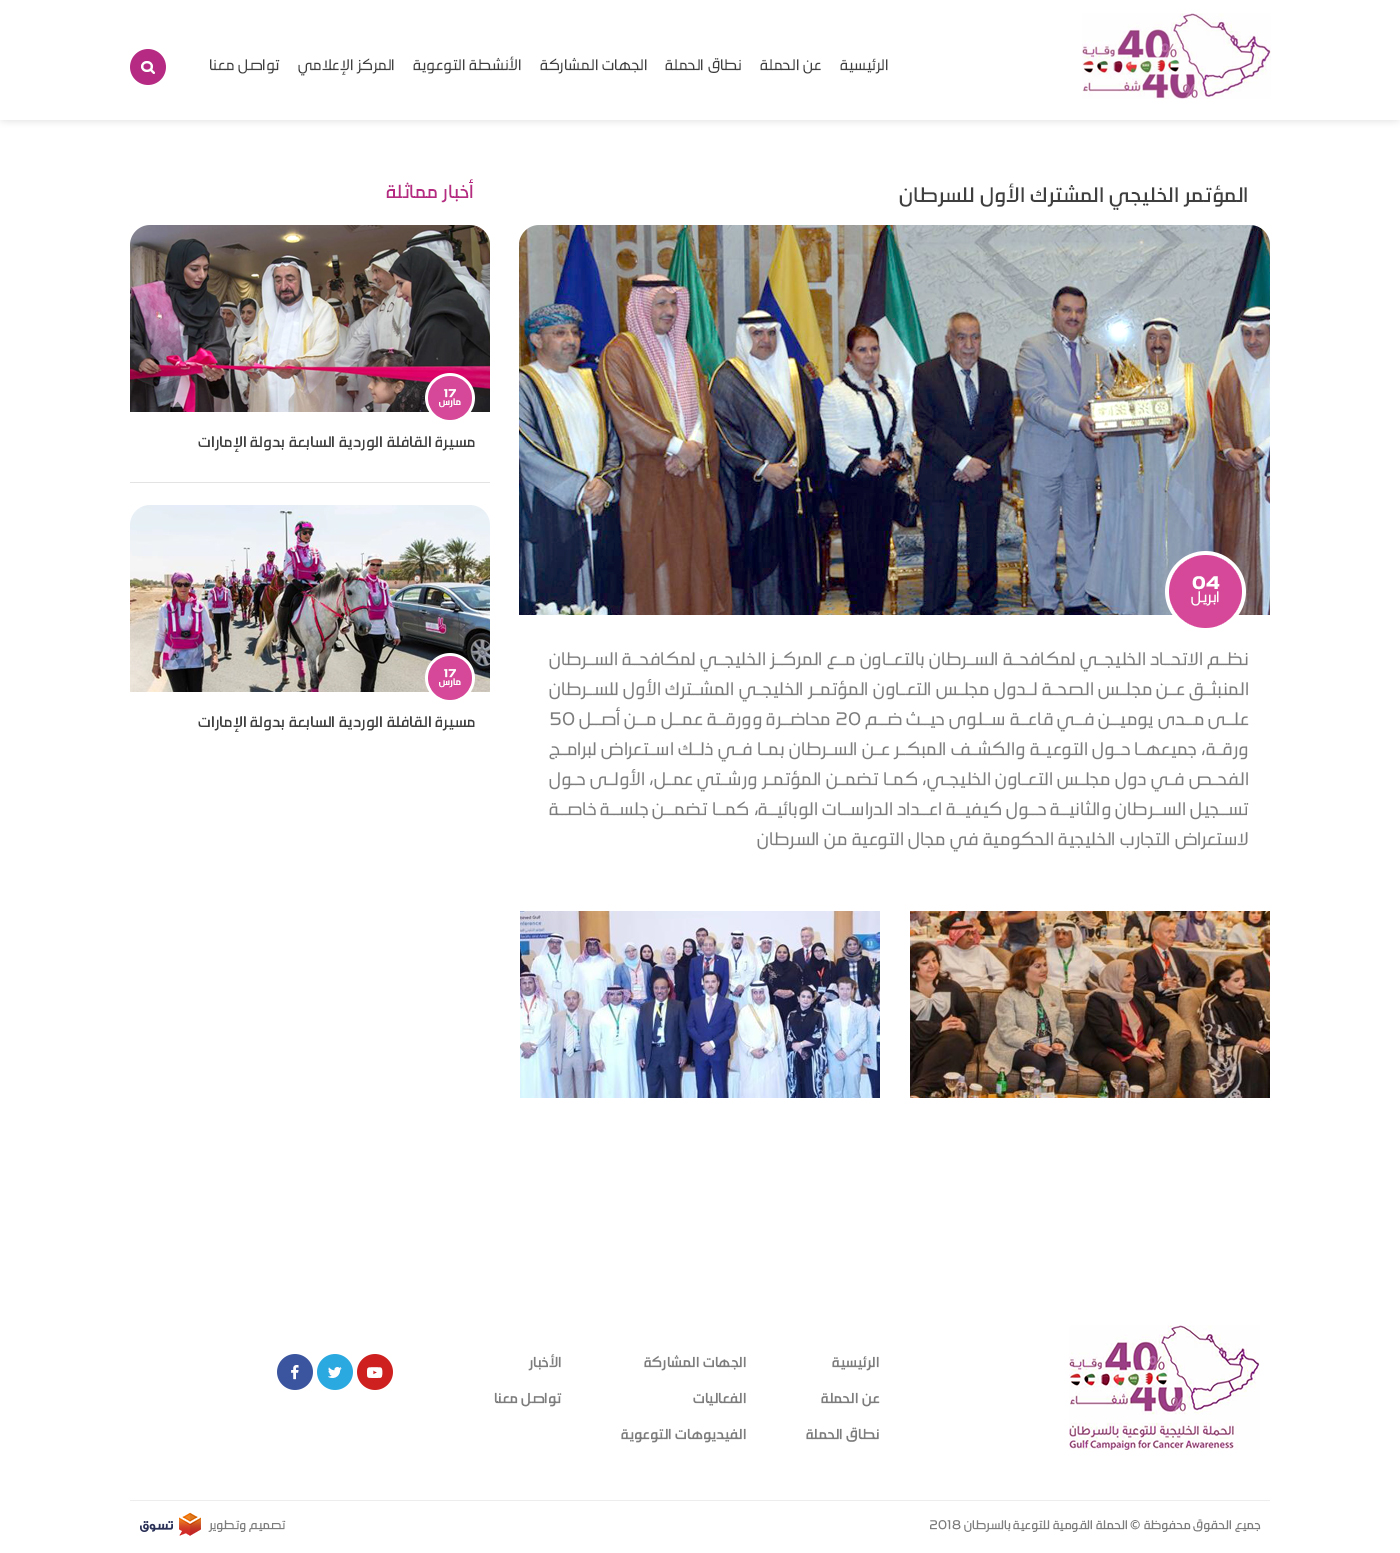 40% وقاية
40% شفاء
الرئيسية
عن الحملة
نطاق الحملة
الجهات المشاركة
الأنشطة التوعوية
المركز الإعلامي
تواصل معنا
المؤتمر الخليجي المشترك الأول للسرطان
04
ابريل
نظم الاتحاد الخليجي لمكافحة السرطان بالتعاون مع المركز الخليجي لمكافحة السرطان
المنبثق عن مجلس الصحة لدول مجلس التعاون المؤتمر الخليجي المشترك الأول للسرطان
على مدى يومين في قاعة سلوى حيث ضم 20 محاضرة وورقة عمل من أصل 50
ورقة، جميعها حول التوعية والكشف المبكر عن السرطان بما في ذلك استعراض لبرامج
الفحص في دول مجلس التعاون الخليجي، كما تضمن المؤتمر ورشتي عمل، الأولى حول
تسجيل السرطان والثانية حول كيفية اعداد الدراسات الوبائية، كما تضمن جلسة خاصة
لاستعراض التجارب الخليجية الحكومية في مجال التوعية من السرطان
أخبار مماثلة
17
مارس
مسيرة القافلة الوردية السابعة بدولة الإمارات
17
مارس
مسيرة القافلة الوردية السابعة بدولة الإمارات
40% وقاية
40% شفاء
الحملة الخليجية للتوعية بالسرطان
Gulf Campaign for Cancer Awareness
الرئيسية
عن الحملة
نطاق الحملة
الجهات المشاركة
الفعاليات
الفيديوهات التوعوية
الأخبار
تواصل معنا
جميع الحقوق محفوظة © الحملة القومية للتوعية بالسرطان 2018
تصميم وتطوير
تسوق